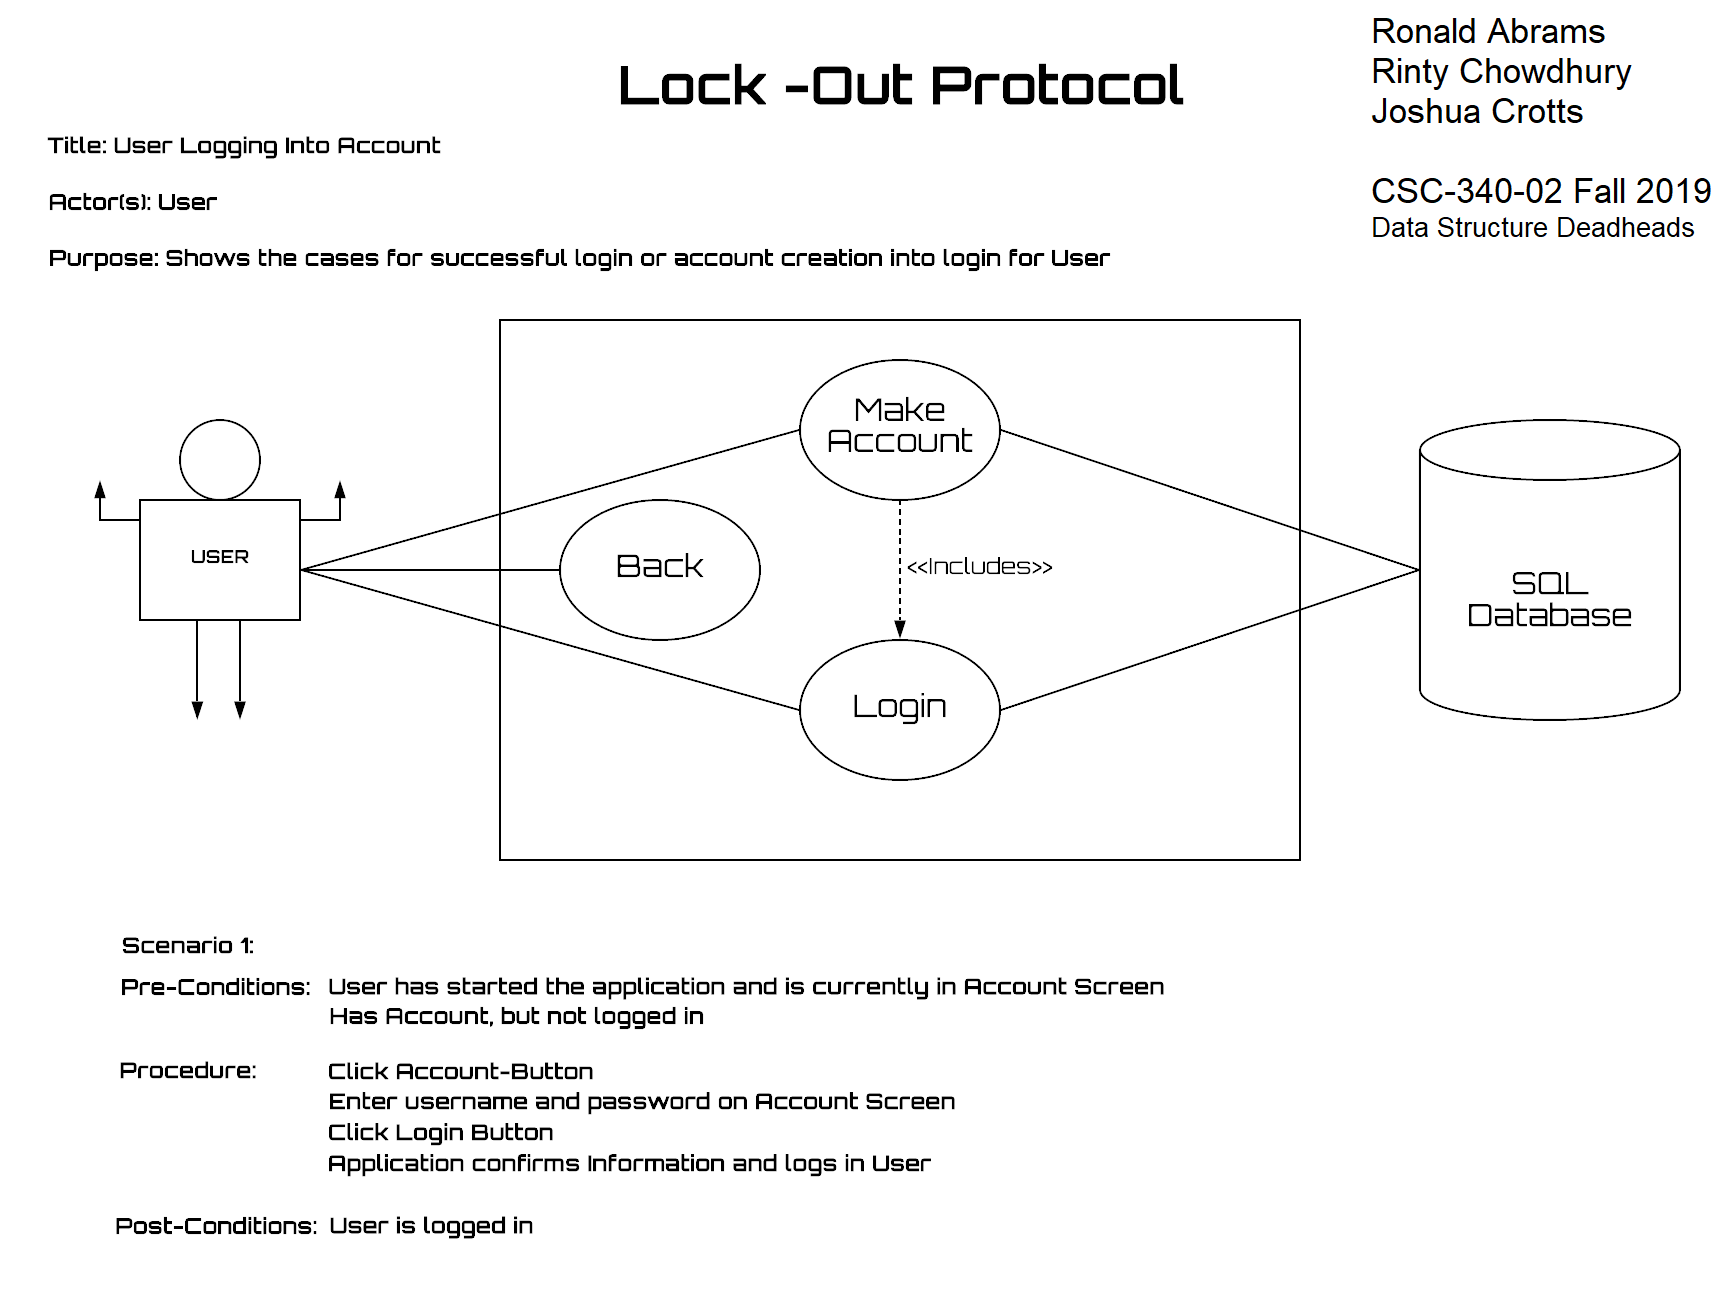 Ronald Abrams
Rinty Chowdhury
Joshua Crotts
CSC-340-02 Fall 2019
Data Structure Deadheads
Lock -Out Protocol
Title: User Logging Into Account
Actor(s): User
Purpose: Shows the cases for successful login or account creation into login for User
USER
Make
Account
Back
<<Includes>>
Login
SQL
Database
Scenario 1:
Pre-Conditions: User has started the application and is currently in Account Screen
Has Account, but not logged in
Procedure: Click Account-Button
Enter username and password on Account Screen
Click Login Button
Application confirms Information and logs in User
Post-Conditions: User is logged in